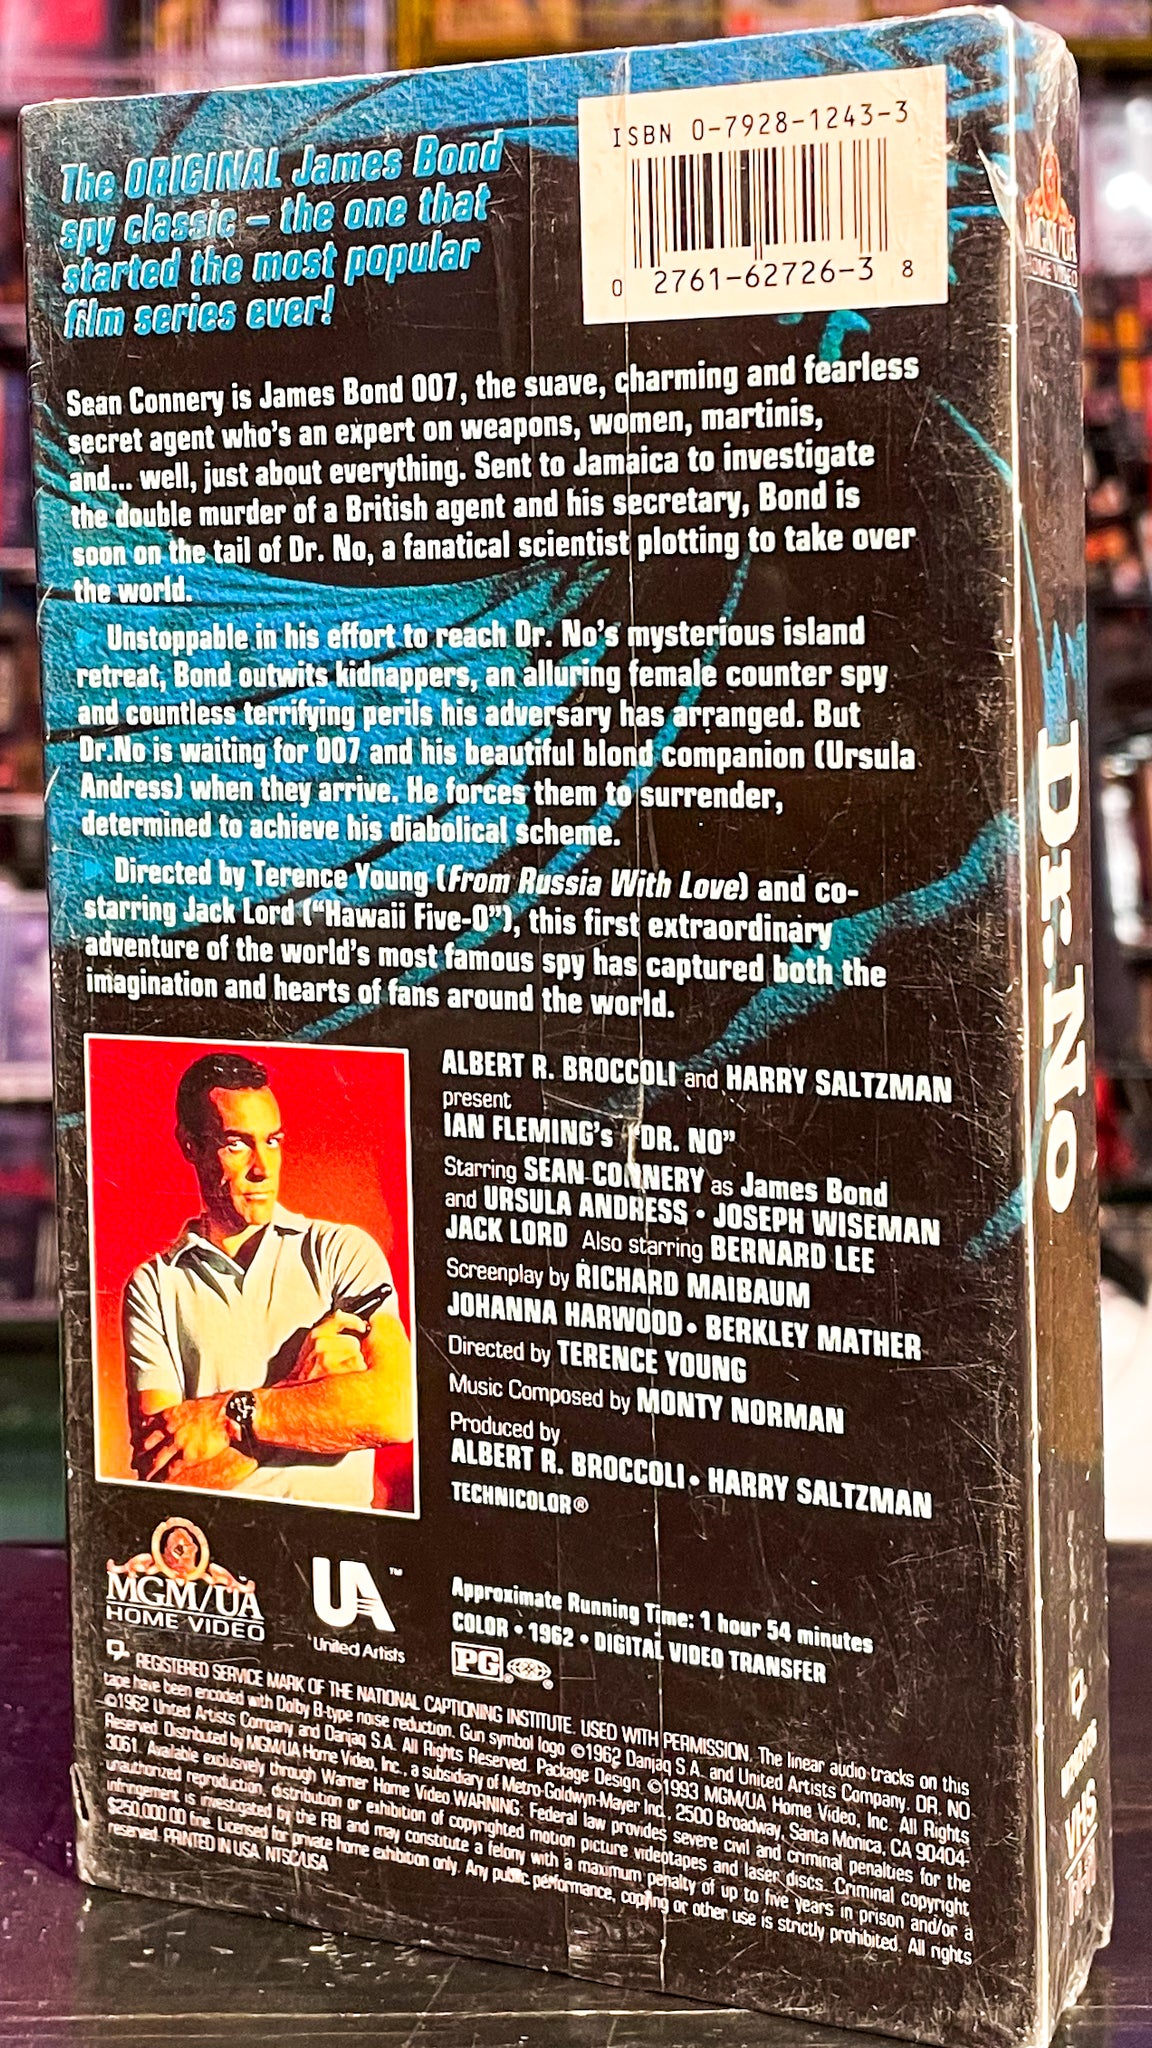 The ORIGINAL James Bond
spy classic – the one that
started the most popular
film series ever!
ISBN 0-7928-1243-3
0 2761-62726-3 8
Sean Connery is James Bond 007, the suave, charming and fearless
secret agent who's an expert on weapons, women, martinis,
and... well, just about everything. Sent to Jamaica to investigate
the double murder of a British agent and his secretary, Bond is
soon on the tail of Dr. No, a fanatical scientist plotting to take over
the world.
Unstoppable in his effort to reach Dr. No's mysterious island
retreat, Bond outwits kidnappers, an alluring female counter spy
and countless terrifying perils his adversary has arranged. But
Dr.No is waiting for 007 and his beautiful blond companion (Ursula
Andress) when they arrive. He forces them to surrender,
determined to achieve his diabolical scheme.
Directed by Terence Young (From Russia With Love) and co-
starring Jack Lord ("Hawaii Five-O"), this first extraordinary
adventure of the world's most famous spy has captured both the
imagination and hearts of fans around the world.
ALBERT R. BROCCOLI and HARRY SALTZMAN
present
IAN FLEMING's "DR. NO"
Starring SEAN CONNERY as James Bond
and URSULA ANDRESS • JOSEPH WISEMAN
JACK LORD Also starring BERNARD LEE
Screenplay by RICHARD MAIBAUM
JOHANNA HARWOOD • BERKLEY MATHER
Directed by TERENCE YOUNG
Music Composed by MONTY NORMAN
Produced by
ALBERT R. BROCCOLI • HARRY SALTZMAN
TECHNICOLOR®
MGM/UA
HOME VIDEO
UA™
United Artists
Approximate Running Time: 1 hour 54 minutes
COLOR • 1962 • DIGITAL VIDEO TRANSFER
PG
REGISTERED SERVICE MARK OF THE NATIONAL CAPTIONING INSTITUTE. USED WITH PERMISSION. The linear audio tracks on this
tape have been encoded with Dolby B-type noise reduction. Gun symbol logo ©1962 Danjaq S.A. and United Artists Company. DR. NO
©1962 United Artists Company and Danjaq S.A. All Rights Reserved. Package Design ©1993 MGM/UA Home Video, Inc. All Rights
Reserved. Distributed by MGM/UA Home Video, Inc., a subsidiary of Metro-Goldwyn-Mayer Inc., 2500 Broadway, Santa Monica, CA 90404-
3061. Available exclusively through Warner Home Video. WARNING: Federal law provides severe civil and criminal penalties for the
unauthorized reproduction, distribution or exhibition of copyrighted motion picture videotapes and laser discs. Criminal copyright
infringement is investigated by the FBI and may constitute a felony with a maximum penalty of up to five years in prison and/or a
$250,000.00 fine. Licensed for private home exhibition only. Any public performance, copying or other use is strictly prohibited. All rights
reserved. PRINTED IN USA. NTSC/USA
MGM/UA
HOME VIDEO
Dr. No
VHS